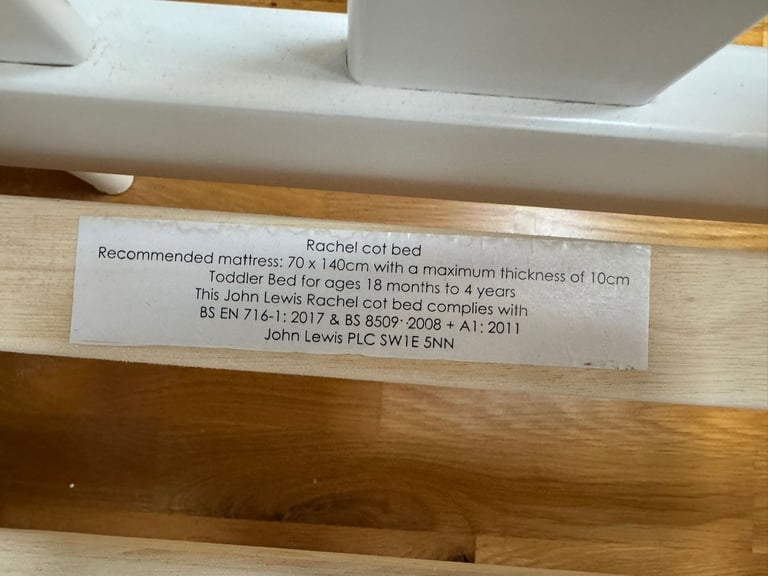 Rachel cot bed
Recommended mattress: 70 x 140cm with a maximum thickness of 10cm
Toddler Bed for ages 18 months to 4 years
This John Lewis Rachel cot bed complies with
BS EN 716-1: 2017 & BS 8509: 2008 + A1: 2011
John Lewis PLC SW1E 5NN